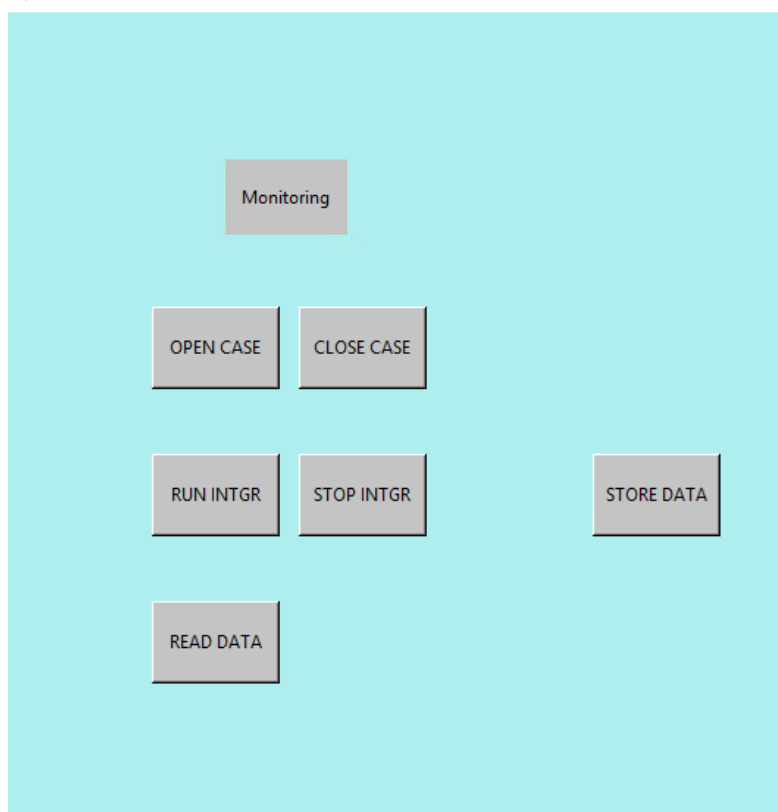 Monitoring
OPEN CASE
CLOSE CASE
RUN INTGR
STOP INTGR
STORE DATA
READ DATA